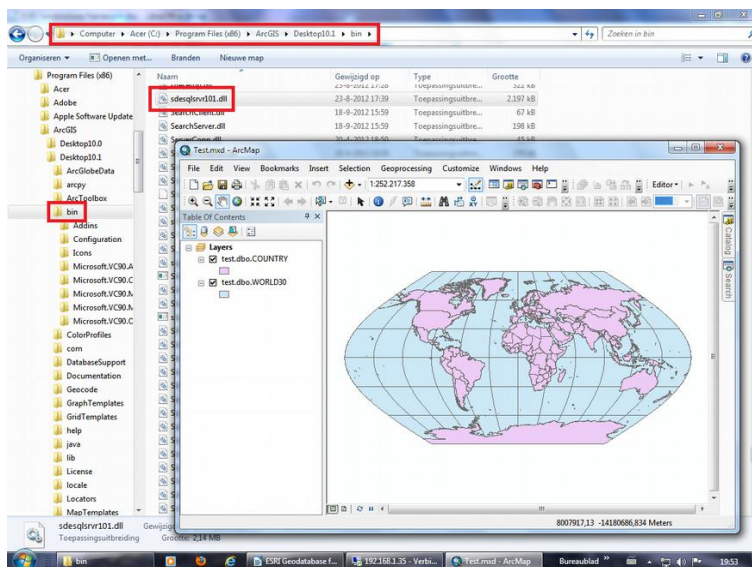 Computer ▸ Acer (C:) ▸ Program Files (x86) ▸ ArcGIS ▸ Desktop10.1 ▸ bin ▸
Zoeken in bin
Organiseren Openen met... Branden Nieuwe map
Naam Gewijzigd op Type Grootte
sdesqlsrvr101.dll 23-8-2012 17:39 Toepassingsuitbre... 2.197 kB
SearchClient.dll 18-9-2012 15:59 Toepassingsuitbre... 67 kB
SearchServer.dll 18-9-2012 15:59 Toepassingsuitbre... 198 kB
Program Files (x86)
Acer
Adobe
Apple Software Update
ArcGIS
Desktop10.0
Desktop10.1
ArcGlobeData
arcpy
ArcToolbox
bin
Addins
Configuration
Icons
Microsoft.VC90.A
Microsoft.VC90.C
Microsoft.VC90.M
Microsoft.VC90.M
Microsoft.VC90.C
ColorProfiles
com
DatabaseSupport
Documentation
Geocode
GraphTemplates
GridTemplates
help
java
lib
License
locale
Locators
MapTemplates
Test.mxd - ArcMap
File Edit View Bookmarks Insert Selection Geoprocessing Customize Windows Help
1:252.217.358
Editor
Table Of Contents
Layers
test.dbo.COUNTRY
test.dbo.WORLD30
Catalog
Search
8007917,13 -14180686,834 Meters
sdesqlsrvr101.dll
Toepassingsuitbreiding Grootte: 2,14 MB
bin
ESRI Geodatabase f...
192.168.1.35 - Verbi...
Test.mxd - ArcMap
Bureaublad
19:53